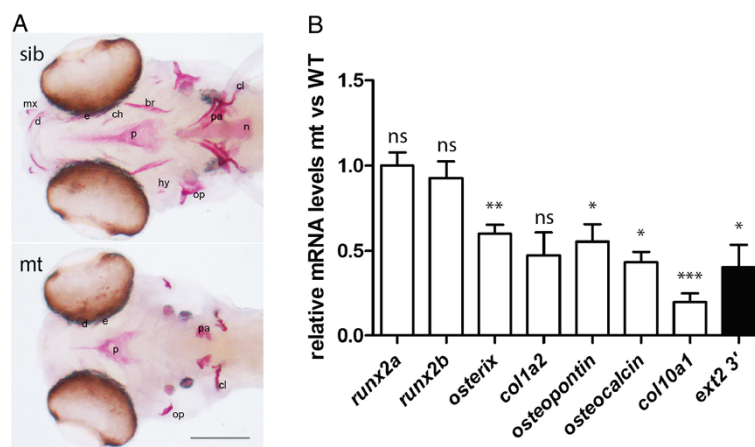 A
sib
mx
d
e
ch
br
cl
pa
n
p
hy
op
mt
d
e
p
pa
cl
op
B
relative mRNA levels mt vs WT
1.5
1.0
0.5
0.0
ns
ns
**
ns
*
*
***
*
runx2a
runx2b
osterix
col1a2
osteopontin
osteocalcin
col10a1
ext2 3'